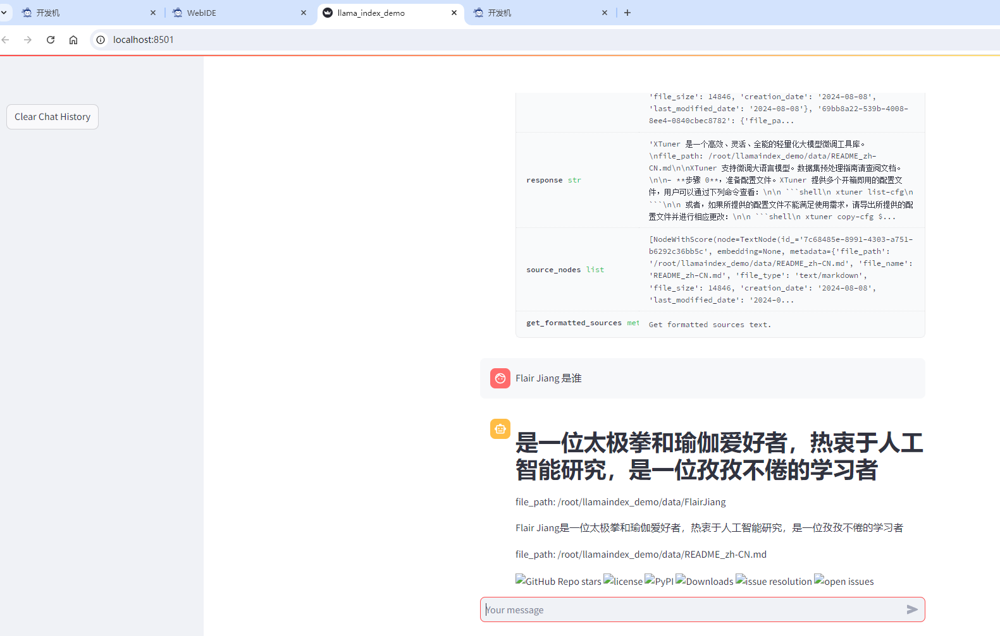 开发机
WebIDE
llama_index_demo
开发机
localhost:8501
Clear Chat History
'file_size': 14846, 'creation_date': '2024-08-08',
'last_modified_date': '2024-08-08'}, '69bb8a22-539b-4008-
8ee4-0840cbec8782': {'file_pa...
response str
'XTuner 是一个高效、灵活、全能的轻量化大模型微调工具库。
\nfile_path: /root/llamaindex_demo/data/README_zh-
CN.md\n\nXTuner 支持微调大语言模型。数据集预处理指南请查阅文档。
\n\n- **步骤 0**，准备配置文件。XTuner 提供多个开箱即用的配置文
件，用户可以通过下列命令查看：\n\n ```shell\n xtuner list-cfg\n
```\n\n 或者，如果所提供的配置文件不能满足使用需求，请导出所提供的配
置文件并进行相应更改：\n\n ```shell\n xtuner copy-cfg $...
source_nodes list
[NodeWithScore(node=TextNode(id_='7c68485e-8991-4303-a751-
b6292c36bb5c', embedding=None, metadata={'file_path':
'/root/llamaindex_demo/data/README_zh-CN.md', 'file_name':
'README_zh-CN.md', 'file_type': 'text/markdown',
'file_size': 14846, 'creation_date': '2024-08-08',
'last_modified_date': '2024-0...
get_formatted_sources met
Get formatted sources text.
Flair Jiang 是谁
是一位太极拳和瑜伽爱好者，热衷于人工
智能研究，是一位孜孜不倦的学习者
file_path: /root/llamaindex_demo/data/FlairJiang
Flair Jiang是一位太极拳和瑜伽爱好者，热衷于人工智能研究，是一位孜孜不倦的学习者
file_path: /root/llamaindex_demo/data/README_zh-CN.md
GitHub Repo stars license PyPI Downloads issue resolution open issues
Your message